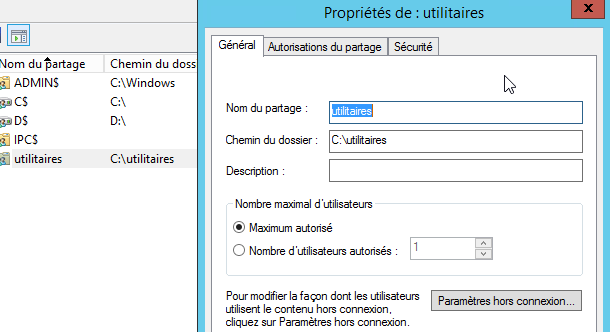 Propriétés de : utilitaires
x
Nom du partage Chemin du doss
ADMIN$ C:\Windows
C$ C:\
D$ D:\
IPC$
utilitaires C:\utilitaires
Général Autorisations du partage Sécurité
Nom du partage : utilitaires
Chemin du dossier : C:\utilitaires
Description :
Nombre maximal d'utilisateurs
Maximum autorisé
Nombre d'utilisateurs autorisés : 1
Pour modifier la façon dont les utilisateurs
utilisent le contenu hors connexion,
cliquez sur Paramètres hors connexion.
Paramètres hors connexion...